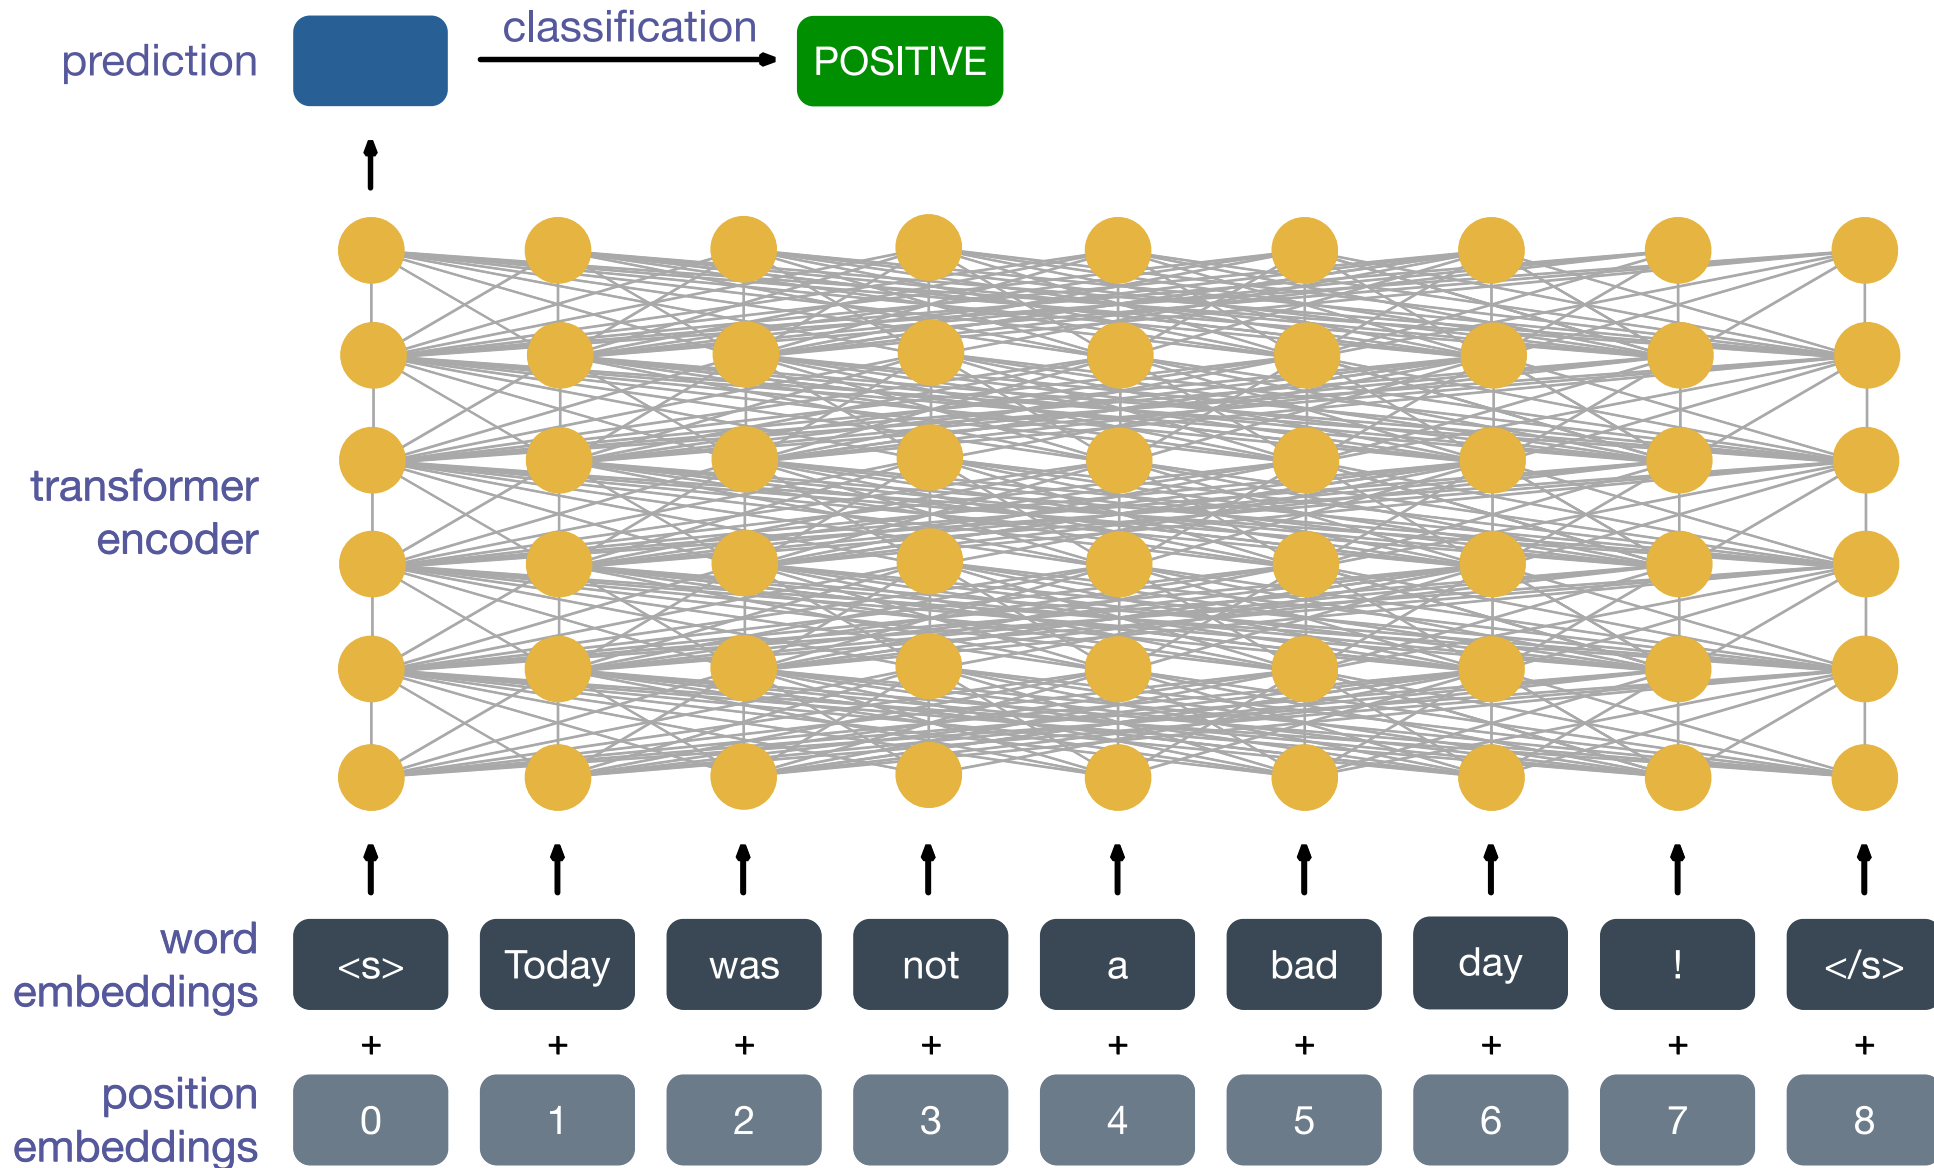 classification
prediction
POSITIVE
transformer
encoder
word
embeddings
<s> Today was not a bad day ! </s>
+ + + + + + + + +
position
embeddings
0 1 2 3 4 5 6 7 8